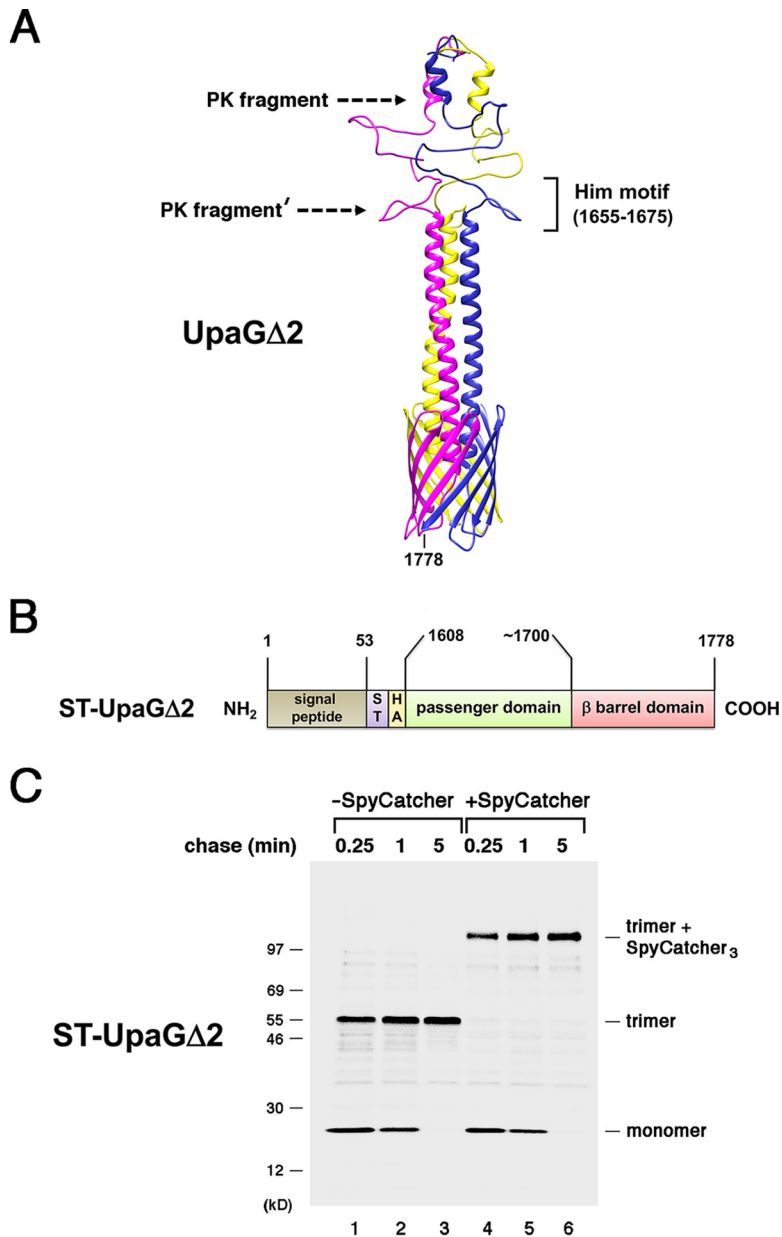 A
PK fragment
PK fragment′
Him motif
(1655-1675)
UpaGΔ2
1778
B
1
53
1608
~1700
1778
ST-UpaGΔ2
NH2
signal
peptide
S
T
H
A
passenger domain
β barrel domain
COOH
C
–SpyCatcher
+SpyCatcher
chase (min)
0.25 1 5 0.25 1 5
trimer +
SpyCatcher3
97
69
55
46
30
12
(kD)
trimer
monomer
ST-UpaGΔ2
1 2 3 4 5 6